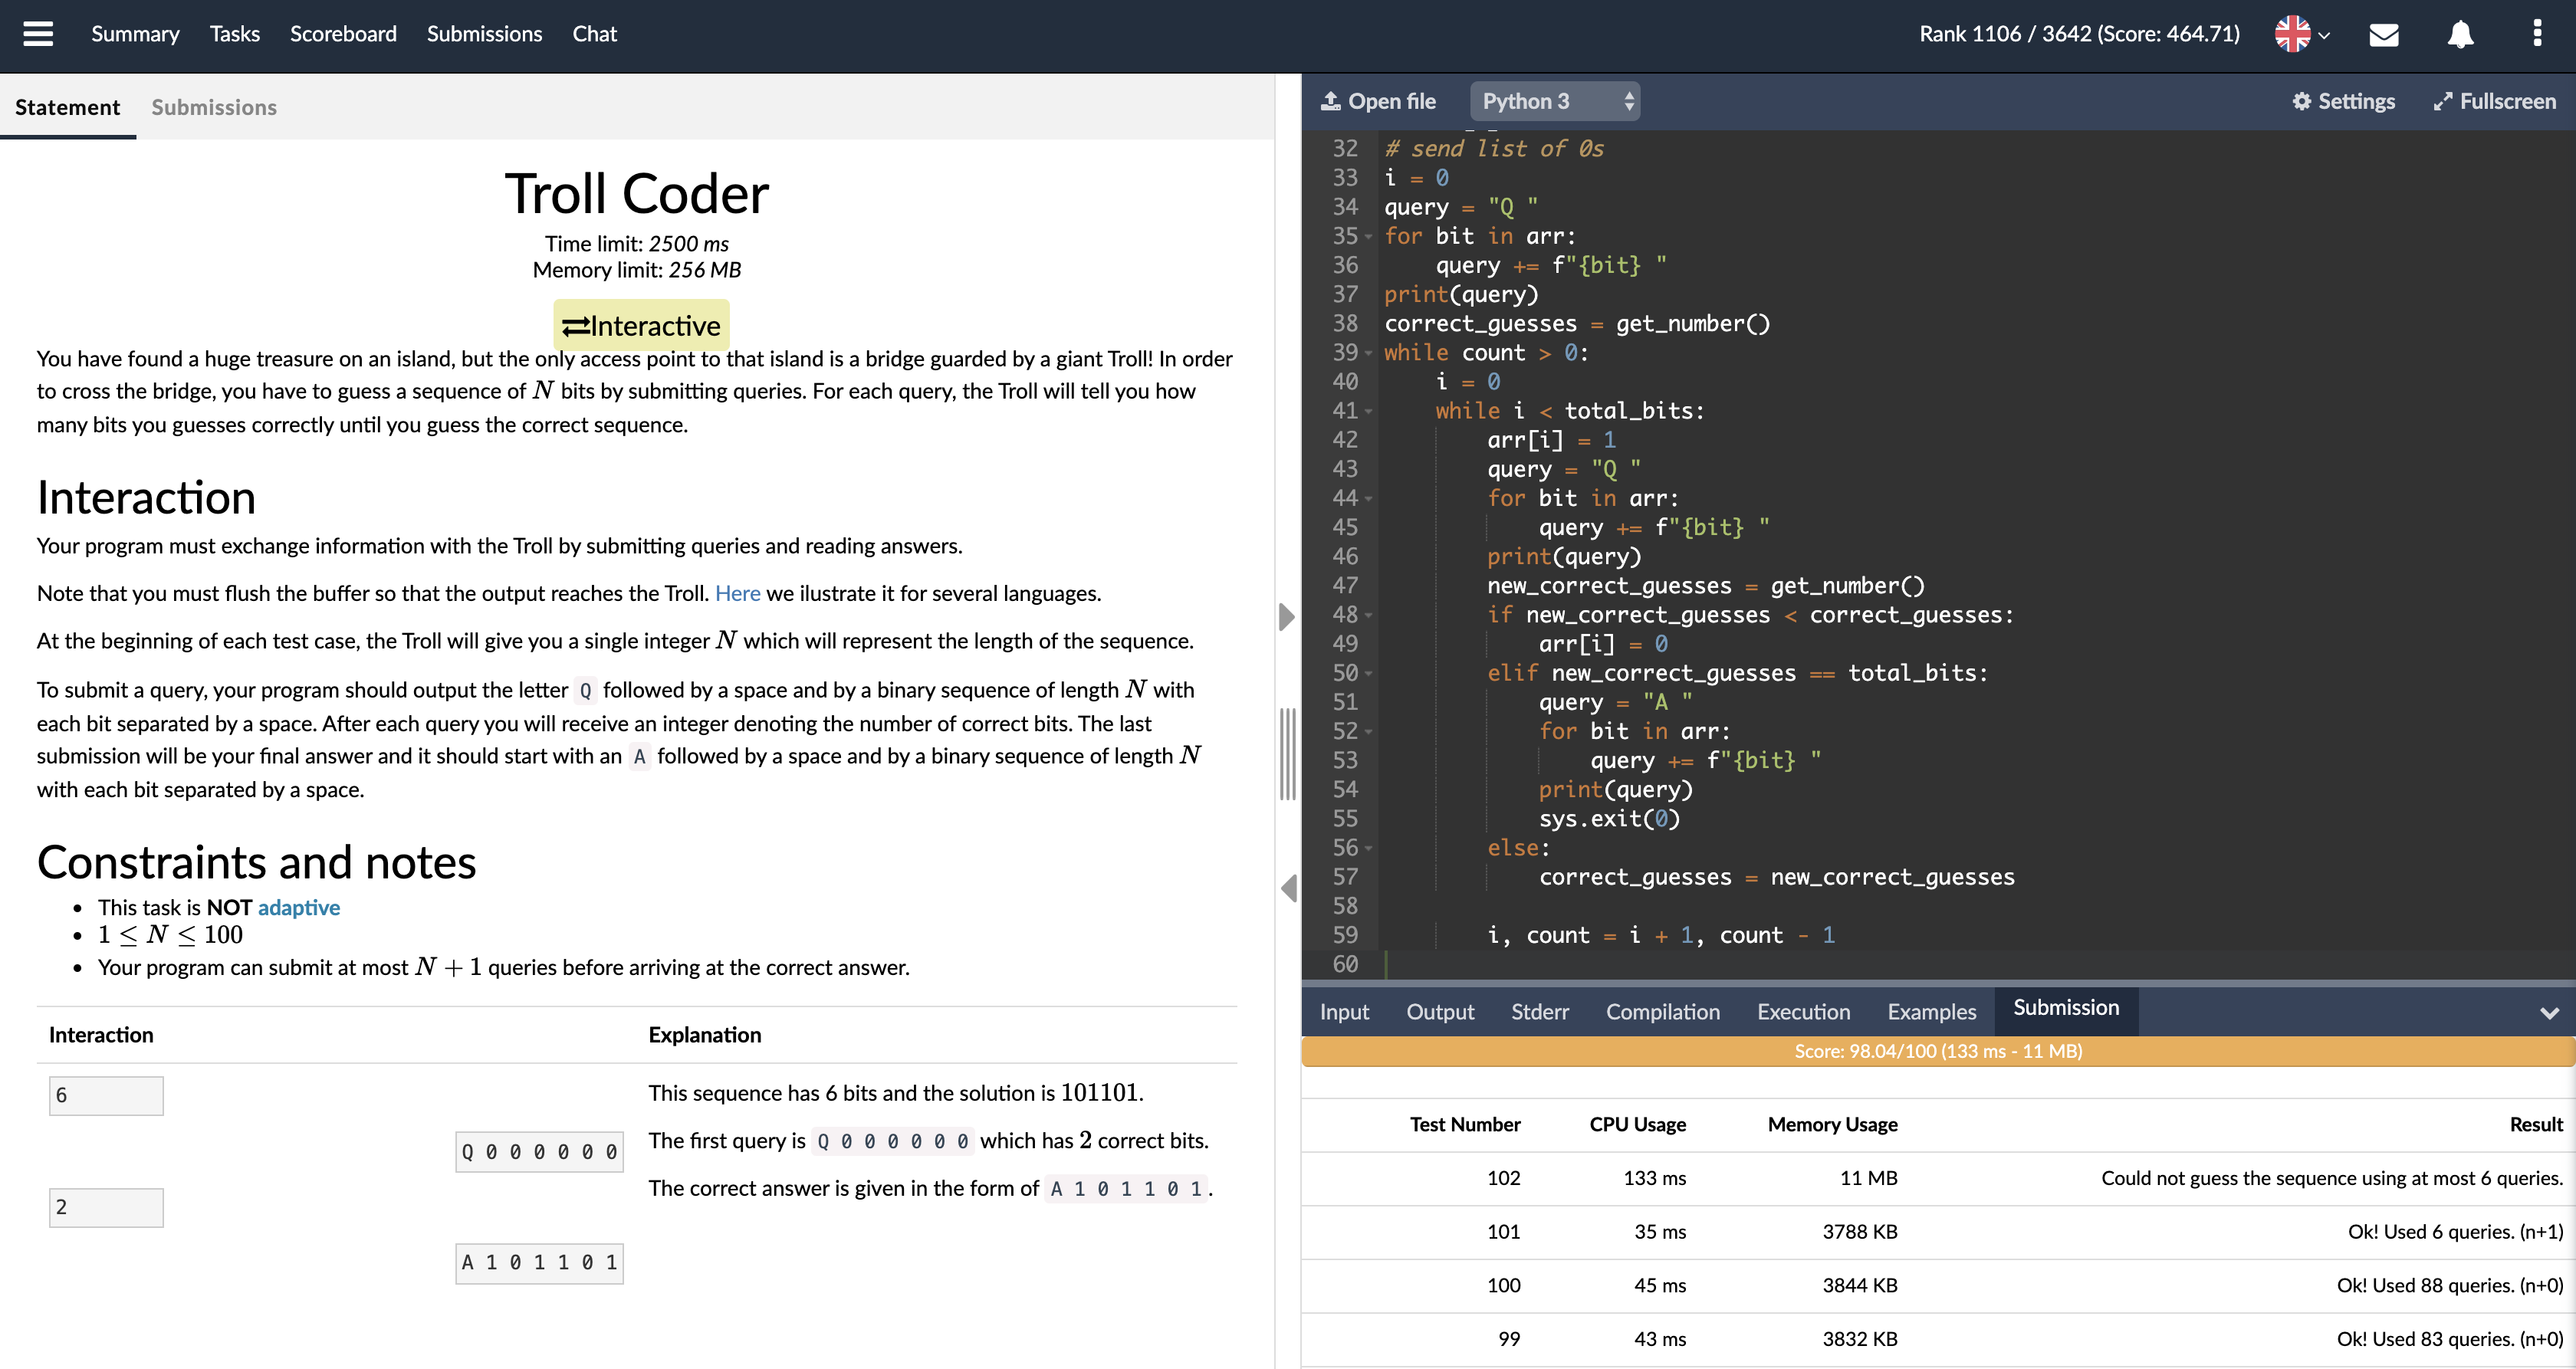 Summary Tasks Scoreboard Submissions Chat Rank 1106 / 3642 (Score: 464.71)
Statement Submissions
Troll Coder
Time limit: 2500 ms
Memory limit: 256 MB
Interactive
You have found a huge treasure on an island, but the only access point to that island is a bridge guarded by a giant Troll! In order
to cross the bridge, you have to guess a sequence of N bits by submitting queries. For each query, the Troll will tell you how
many bits you guesses correctly until you guess the correct sequence.
Interaction
Your program must exchange information with the Troll by submitting queries and reading answers.
Note that you must flush the buffer so that the output reaches the Troll. Here we ilustrate it for several languages.
At the beginning of each test case, the Troll will give you a single integer N which will represent the length of the sequence.
To submit a query, your program should output the letter Q followed by a space and by a binary sequence of length N with
each bit separated by a space. After each query you will receive an integer denoting the number of correct bits. The last
submission will be your final answer and it should start with an A followed by a space and by a binary sequence of length N
with each bit separated by a space.
Constraints and notes
• This task is NOT adaptive
• 1 ≤ N ≤ 100
• Your program can submit at most N + 1 queries before arriving at the correct answer.
Interaction Explanation
6
Q 0 0 0 0 0 0
2
A 1 0 1 1 0 1
This sequence has 6 bits and the solution is 101101.
The first query is Q 0 0 0 0 0 0 which has 2 correct bits.
The correct answer is given in the form of A 1 0 1 1 0 1 .
Open file Python 3 Settings Fullscreen
32 # send list of 0s
33 i = 0
34 query = "Q "
35 for bit in arr:
36     query += f"{bit} "
37 print(query)
38 correct_guesses = get_number()
39 while count > 0:
40     i = 0
41     while i < total_bits:
42         arr[i] = 1
43         query = "Q "
44         for bit in arr:
45             query += f"{bit} "
46         print(query)
47         new_correct_guesses = get_number()
48         if new_correct_guesses < correct_guesses:
49             arr[i] = 0
50         elif new_correct_guesses == total_bits:
51             query = "A "
52             for bit in arr:
53                 query += f"{bit} "
54             print(query)
55             sys.exit(0)
56         else:
57             correct_guesses = new_correct_guesses
58
59         i, count = i + 1, count - 1
60
Input Output Stderr Compilation Execution Examples Submission
Score: 98.04/100 (133 ms - 11 MB)
Test Number CPU Usage Memory Usage Result
102 133 ms 11 MB Could not guess the sequence using at most 6 queries.
101 35 ms 3788 KB Ok! Used 6 queries. (n+1)
100 45 ms 3844 KB Ok! Used 88 queries. (n+0)
99 43 ms 3832 KB Ok! Used 83 queries. (n+0)